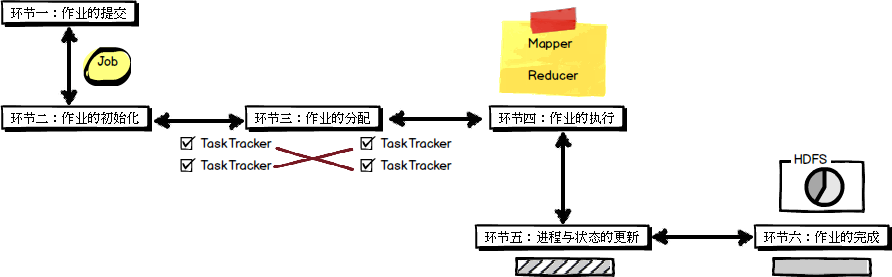 环节一：作业的提交
Job
Mapper
Reducer
环节二：作业的初始化
环节三：作业的分配
环节四：作业的执行
TaskTracker
TaskTracker
TaskTracker
TaskTracker
HDFS
环节五：进程与状态的更新
环节六：作业的完成